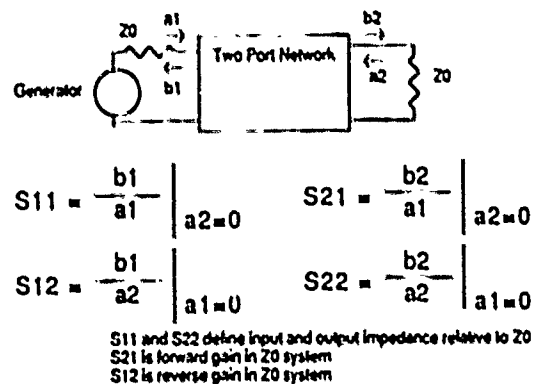 a1
b2
Z0
Two Port Network
Generator
b1
a2
Z0
S11 = b1 / a1 | a2=0
S21 = b2 / a1 | a2=0
S12 = b1 / a2 | a1=0
S22 = b2 / a2 | a1=0
S11 and S22 define input and output impedance relative to Z0
S21 is forward gain in Z0 system
S12 is reverse gain in Z0 system